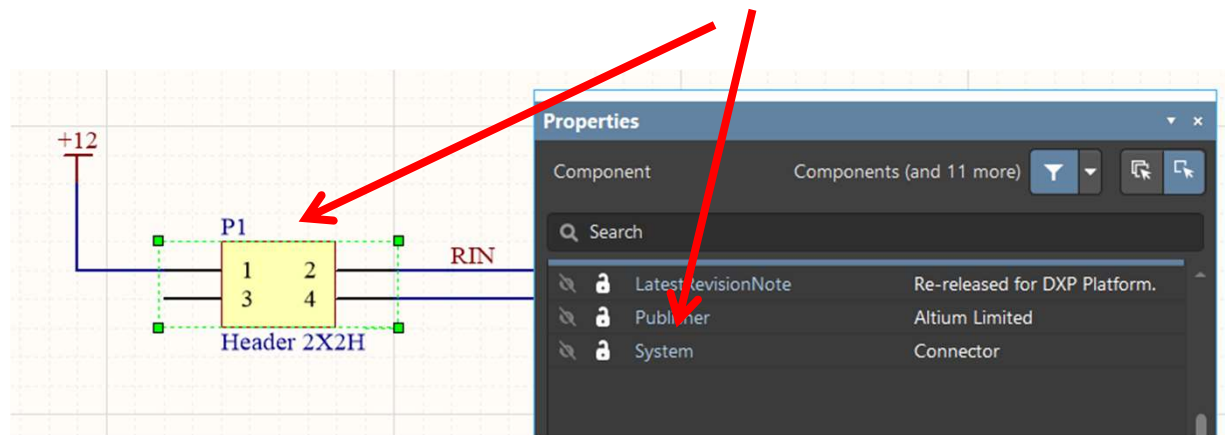 +12
P1
1 2
3 4
Header 2X2H
RIN
Properties
Component Components (and 11 more)
Search
LatestRevisionNote Re-released for DXP Platform.
Publisher Altium Limited
System Connector